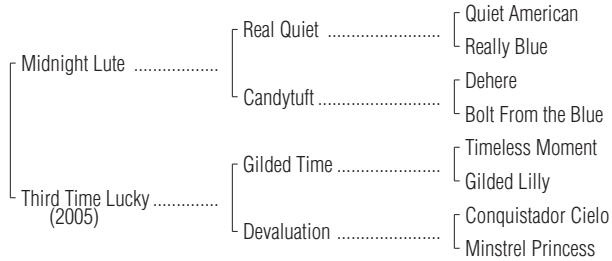 Quiet American
Real Quiet ........................
Really Blue
Midnight Lute ..................
Dehere
Candytuft ..........................
Bolt From the Blue
Timeless Moment
Gilded Time ......................
Gilded Lilly
Third Time Lucky ..............
(2005)
Conquistador Cielo
Devaluation ......................
Minstrel Princess